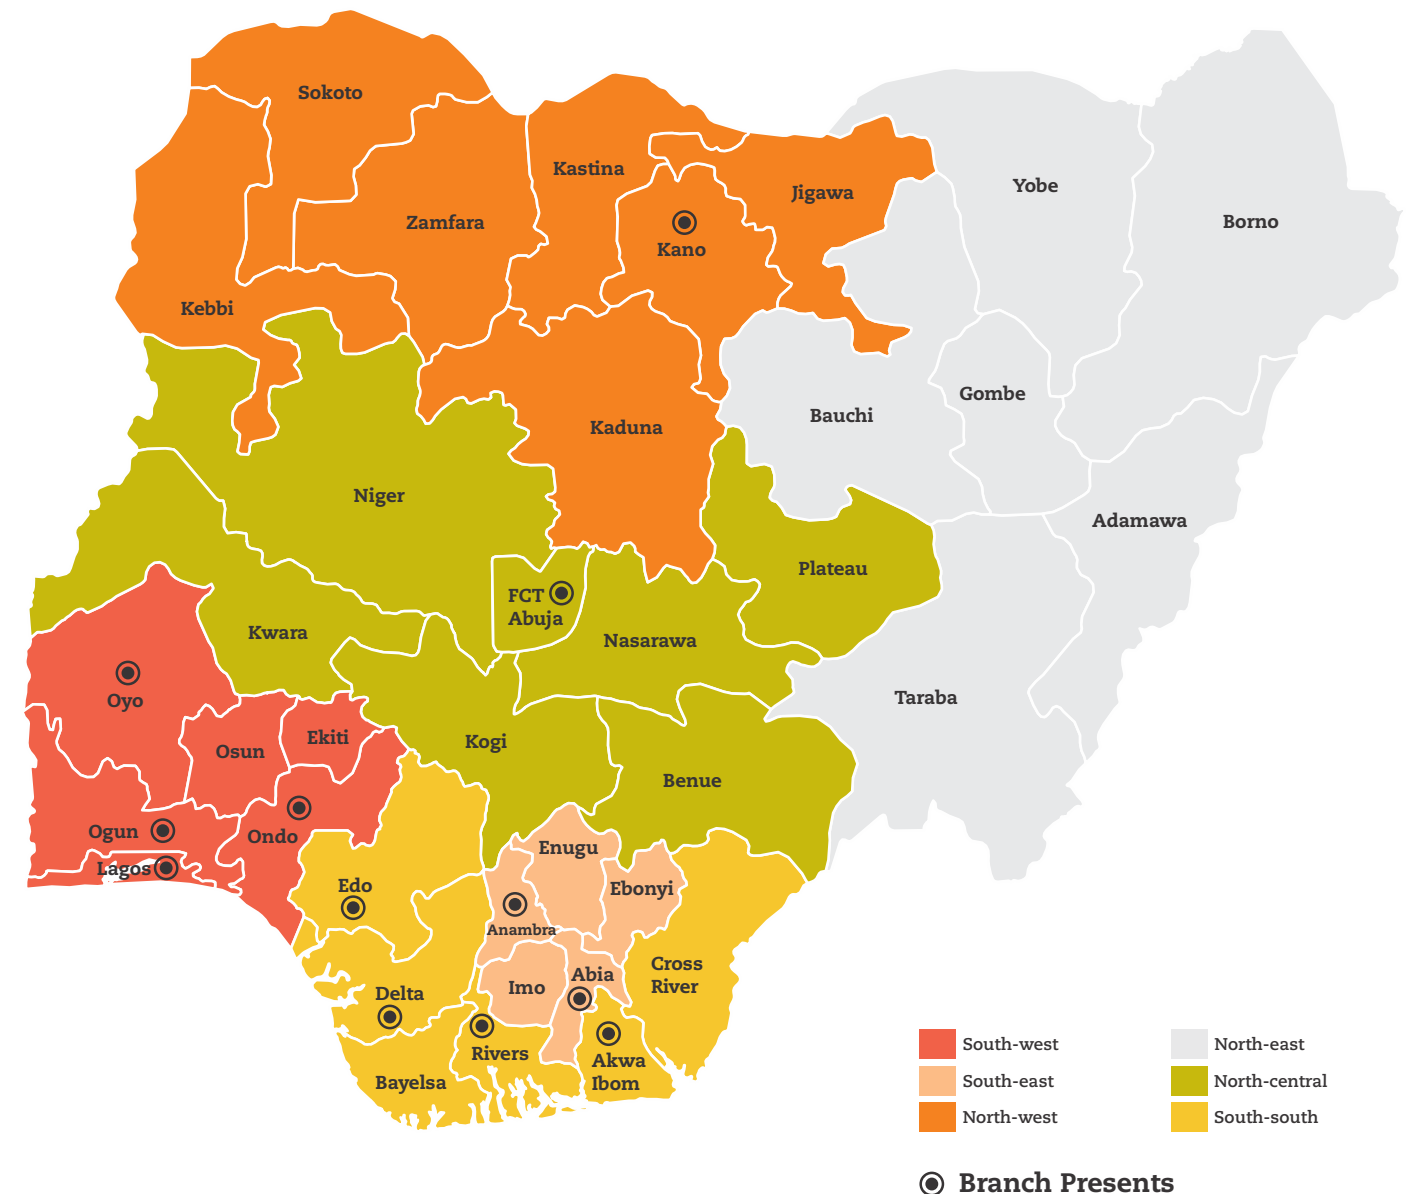 Sokoto
Kastina
Jigawa
Yobe
Borno
Zamfara
Kano
Kebbi
Gombe
Bauchi
Kaduna
Niger
Adamawa
Plateau
FCT
Abuja
Kwara
Nasarawa
Oyo
Taraba
Osun
Ekiti
Kogi
Benue
Ogun
Ondo
Enugu
Lagos
Edo
Ebonyi
Anambra
Cross
River
Imo
Abia
Delta
Rivers
Akwa
Ibom
Bayelsa
South-west
South-east
North-west
North-east
North-central
South-south
Branch Presents